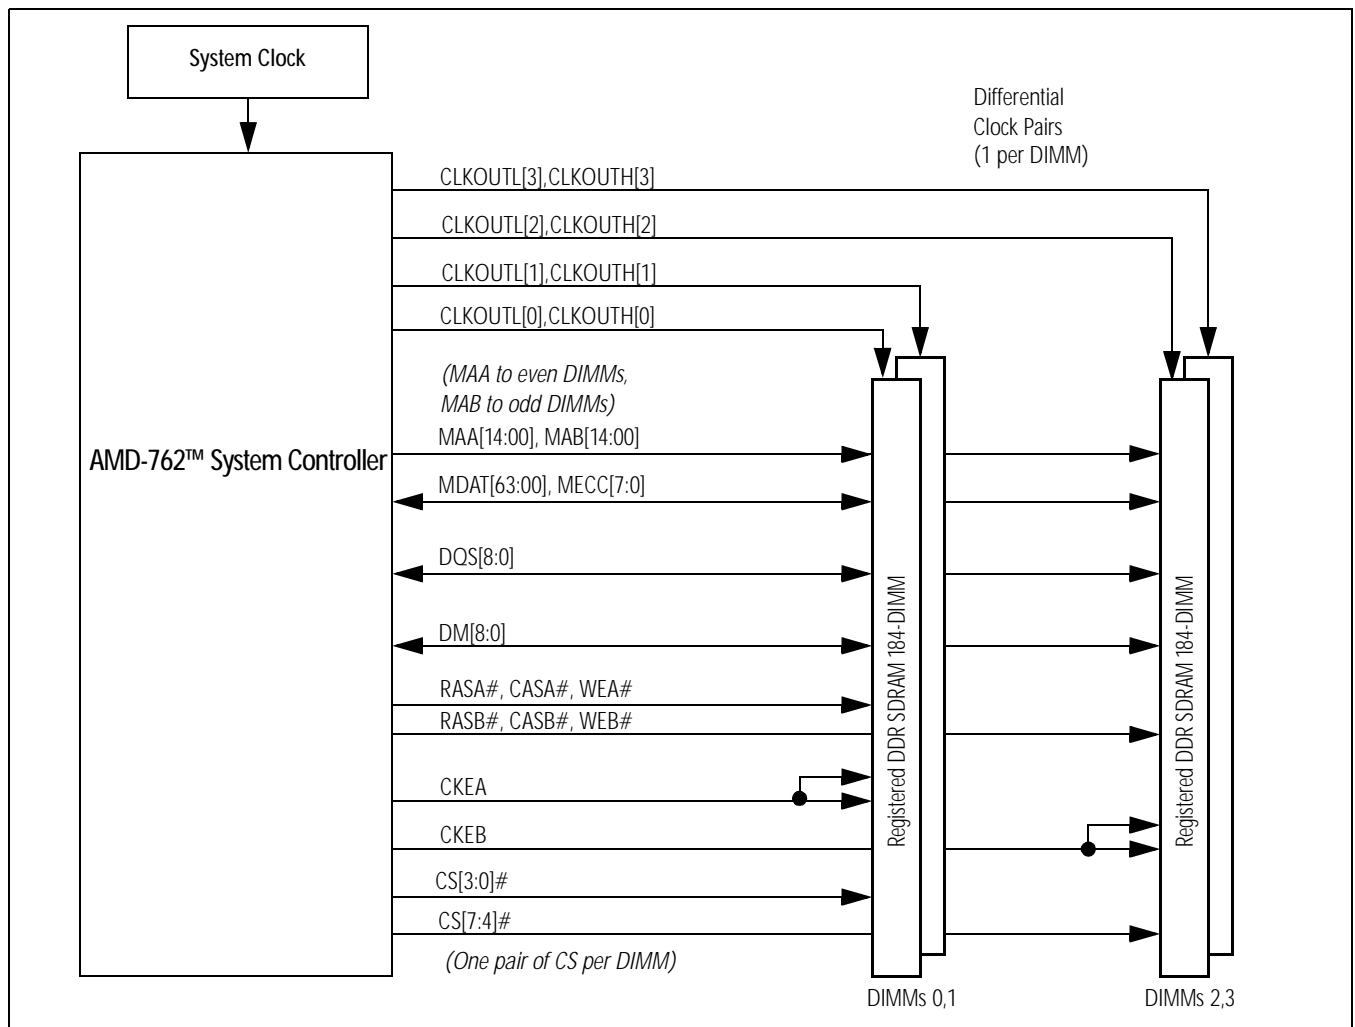 System Clock
Differential
Clock Pairs
(1 per DIMM)
CLKOUTL[3],CLKOUTH[3]
CLKOUTL[2],CLKOUTH[2]
CLKOUTL[1],CLKOUTH[1]
CLKOUTL[0],CLKOUTH[0]
(MAA to even DIMMs,
MAB to odd DIMMs)
MAA[14:00], MAB[14:00]
AMD-762™ System Controller
MDAT[63:00], MECC[7:0]
DQS[8:0]
DM[8:0]
RASA#, CASA#, WEA#
RASB#, CASB#, WEB#
CKEA
CKEB
CS[3:0]#
CS[7:4]#
(One pair of CS per DIMM)
Registered DDR SDRAM 184-DIMM
Registered DDR SDRAM 184-DIMM
DIMMs 0,1
DIMMs 2,3